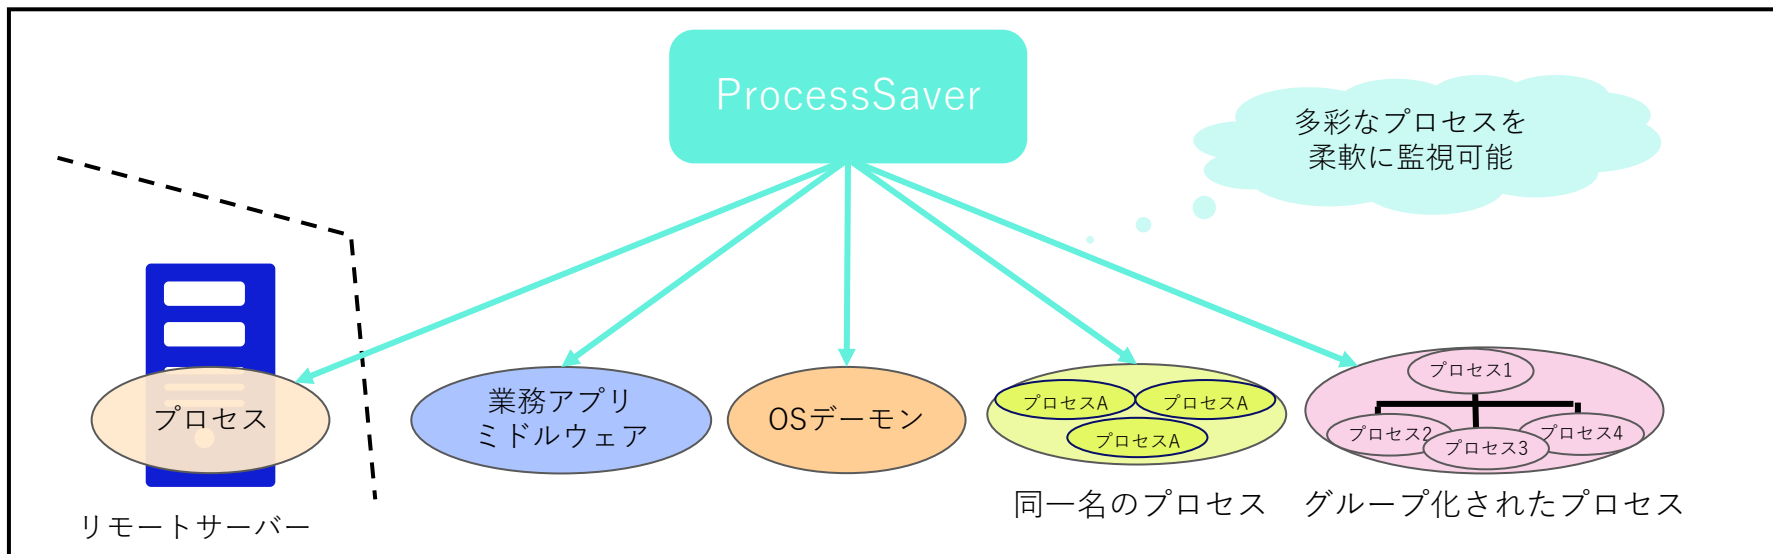 ProcessSaver
多彩なプロセスを
柔軟に監視可能
プロセス
リモートサーバー
業務アプリ
ミドルウェア
OSデーモン
プロセスA
プロセスA
プロセスA
同一名のプロセス
プロセス1
プロセス2
プロセス3
プロセス4
グループ化されたプロセス